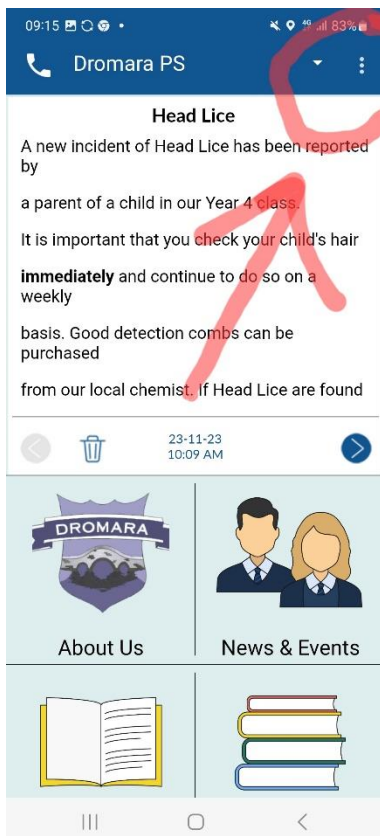 09:15
83%
Dromara PS
Head Lice
A new incident of Head Lice has been reported
by
a parent of a child in our Year 4 class.
It is important that you check your child's hair
immediately and continue to do so on a
weekly
basis. Good detection combs can be
purchased
from our local chemist. If Head Lice are found
23-11-23
10:09 AM
DROMARA
About Us
News & Events